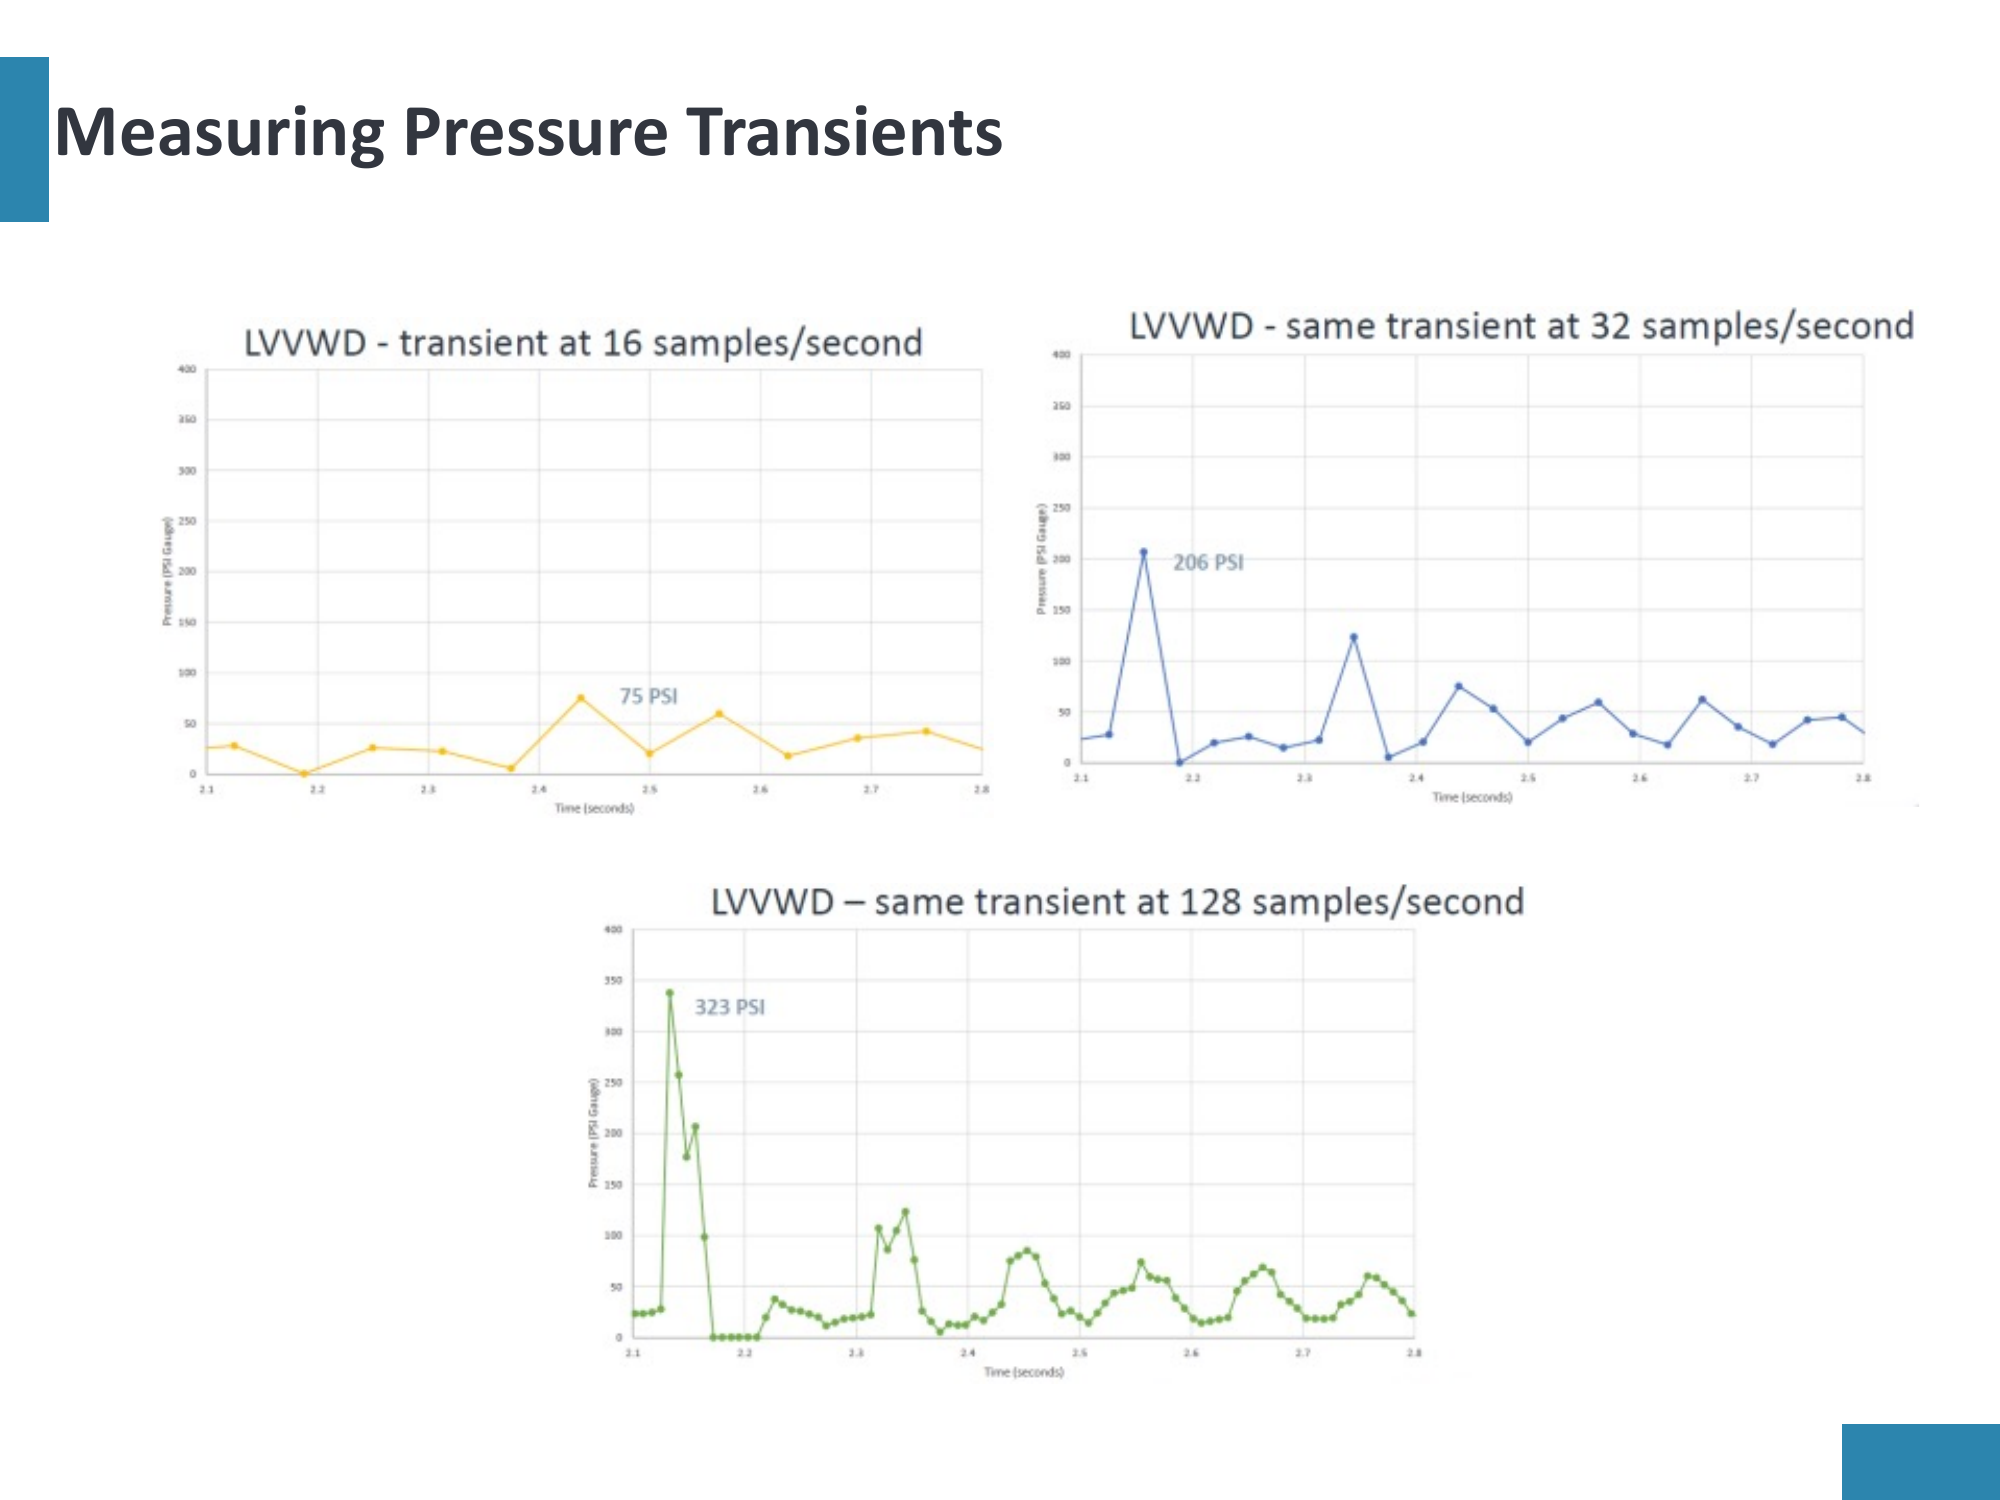 Measuring Pressure Transients
LVVWD - transient at 16 samples/second
400
350
300
250
200
150
100
50
0
Pressure (PSI Gauge)
75 PSI
2.1 2.2 2.3 2.4 2.5 2.6 2.7 2.8
Time (seconds)
LVVWD - same transient at 32 samples/second
400
350
300
250
200
150
100
50
0
Pressure (PSI Gauge)
206 PSI
2.1 2.2 2.3 2.4 2.5 2.6 2.7 2.8
Time (seconds)
LVVWD – same transient at 128 samples/second
400
350
300
250
200
150
100
50
0
Pressure (PSI Gauge)
323 PSI
2.1 2.2 2.3 2.4 2.5 2.6 2.7 2.8
Time (seconds)